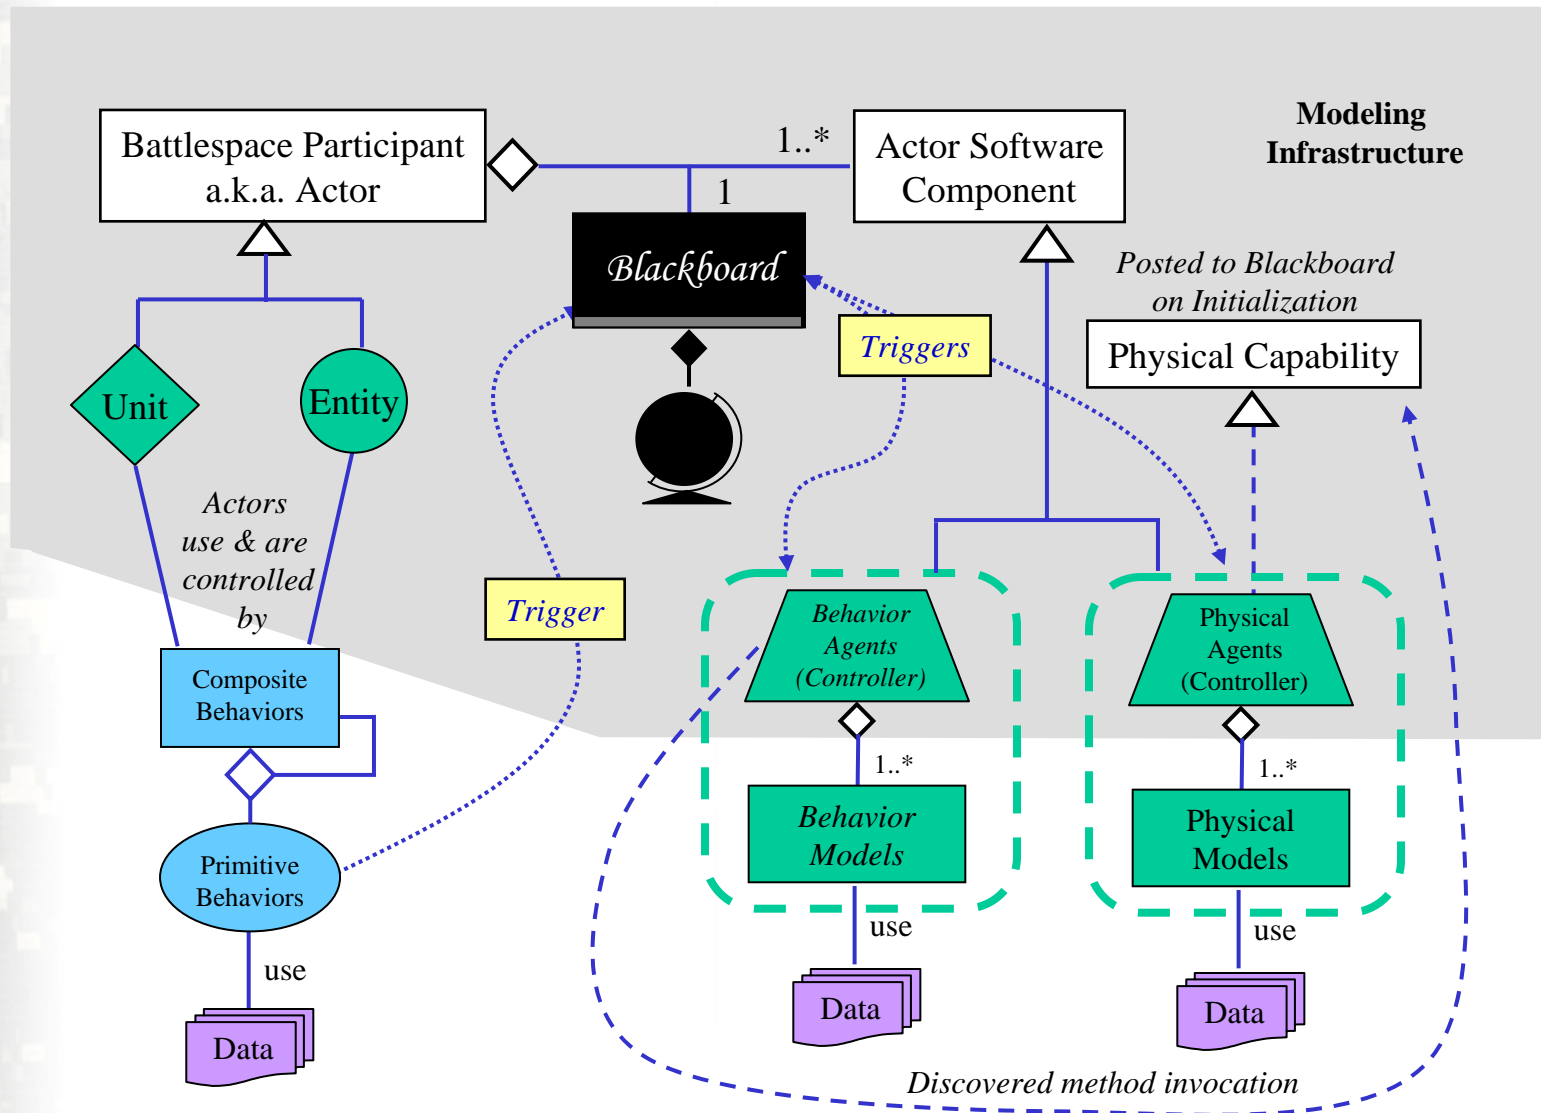 Modeling
Infrastructure
Battlespace Participant
a.k.a. Actor
1..*
1
Actor Software
Component
Blackboard
Posted to Blackboard
on Initialization
Triggers
Physical Capability
Unit
Entity
Actors
use & are
controlled
by
Trigger
Behavior
Agents
(Controller)
Physical
Agents
(Controller)
Composite
Behaviors
1..*
1..*
Behavior
Models
Physical
Models
Primitive
Behaviors
use
use
use
Data
Data
Data
Discovered method invocation